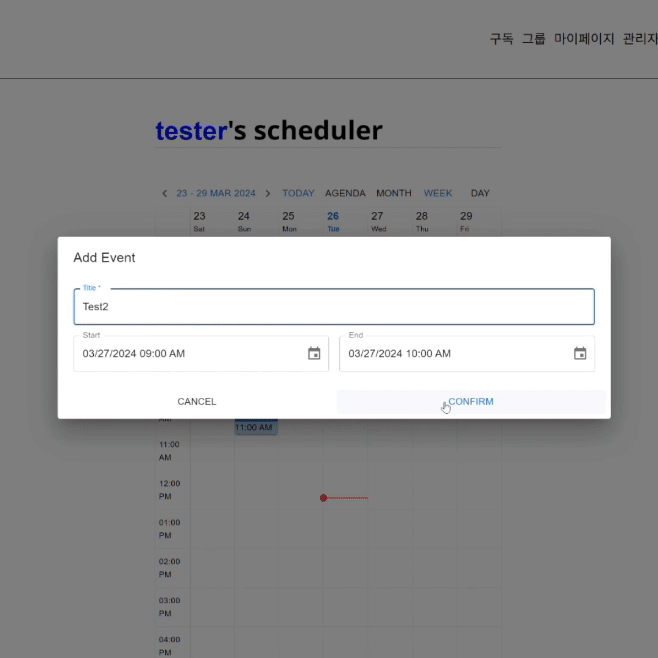 구독 그룹 마이페이지 관리자
tester's scheduler
23 - 29 MAR 2024 TODAY AGENDA MONTH WEEK DAY
23 24 25 26 27 28 29
Sat Sun Mon Tue Wed Thu Fri
Add Event
Title *
Test2
Start End
03/27/2024 09:00 AM 03/27/2024 10:00 AM
CANCEL CONFIRM
AM
11:00 AM
11:00
AM
12:00
PM
01:00
PM
02:00
PM
03:00
PM
04:00
PM